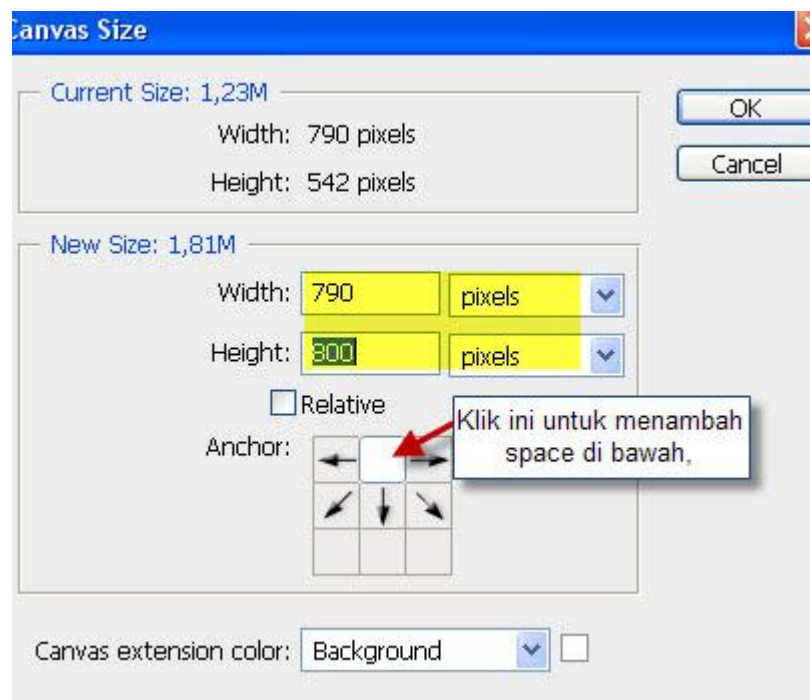 Canvas Size
Current Size: 1,23M
Width: 790 pixels
Height: 542 pixels
OK
Cancel
New Size: 1,81M
Width: 790 pixels
Height: 800 pixels
Relative
Klik ini untuk menambah
space di bawah,
Anchor:
Canvas extension color: Background